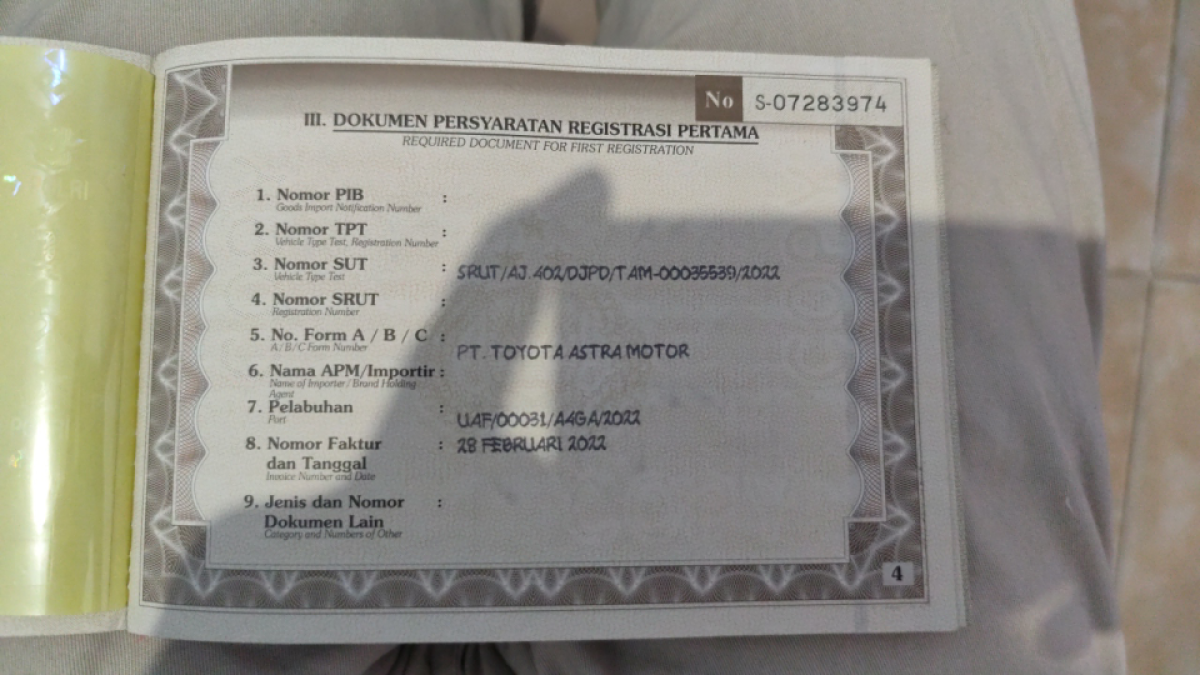 No S-07283974
III. DOKUMEN PERSYARATAN REGISTRASI PERTAMA
REQUIRED DOCUMENT FOR FIRST REGISTRATION
1. Nomor PIB :
Goods Import Notification Number
2. Nomor TPT :
Vehicle Type Test, Registration Number
3. Nomor SUT : SRUT/AJ.402/DJPD/TAM-00035539/2022
Vehicle Type Test
4. Nomor SRUT :
Registration Number
5. No. Form A / B / C :
A / B / C Form Number
PT. TOYOTA ASTRA MOTOR
6. Nama APM/Importir :
Name of Importer / Brand Holding
Agent
7. Pelabuhan :
Port
UAF/00031/A4GA/2022
8. Nomor Faktur : 28 FEBRUARI 2022
dan Tanggal
Invoice Number and Date
9. Jenis dan Nomor :
Dokumen Lain
Category and Numbers of Other
4